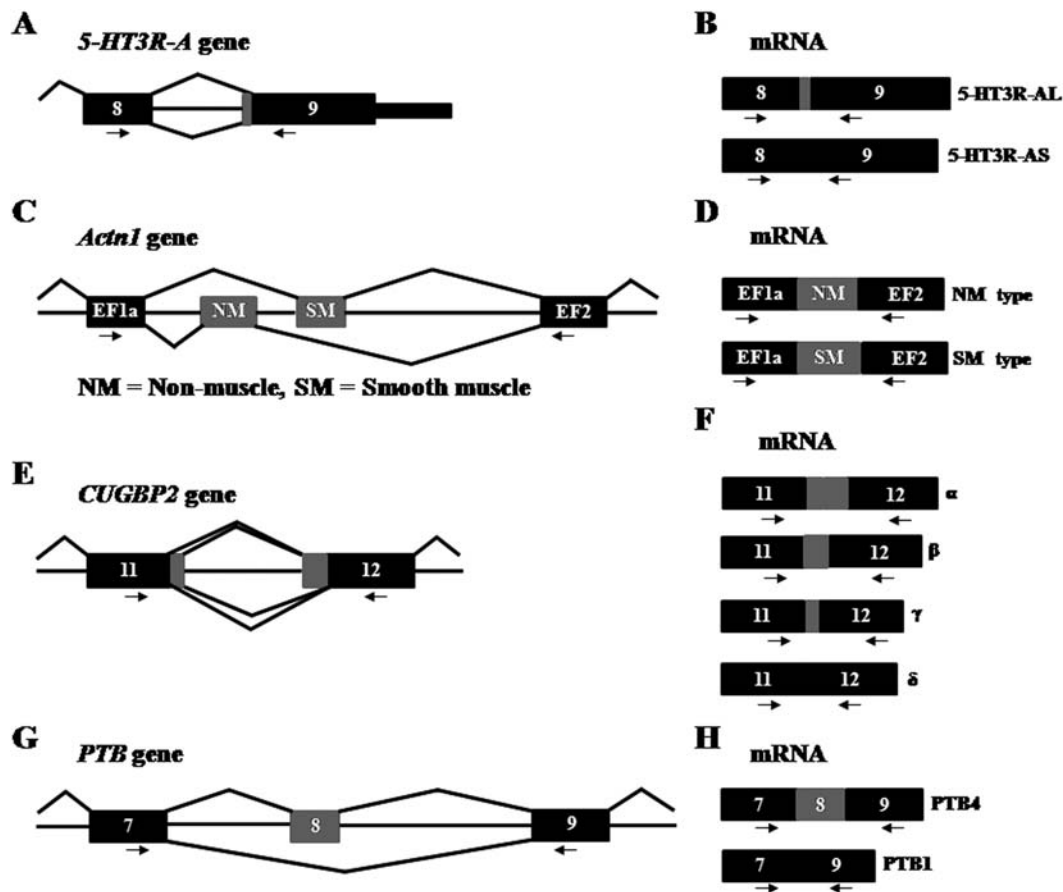 A
5-HT3R-A gene
8 9
B
mRNA
8 9 5-HT3R-AL
8 9 5-HT3R-AS
C
Actn1 gene
EF1a NM SM EF2
NM = Non-muscle, SM = Smooth muscle
D
mRNA
EF1a NM EF2 NM type
EF1a SM EF2 SM type
E
CUGBP2 gene
11 12
F
mRNA
11 12 α
11 12 β
11 12 γ
11 12 δ
G
PTB gene
7 8 9
H
mRNA
7 8 9 PTB4
7 9 PTB1